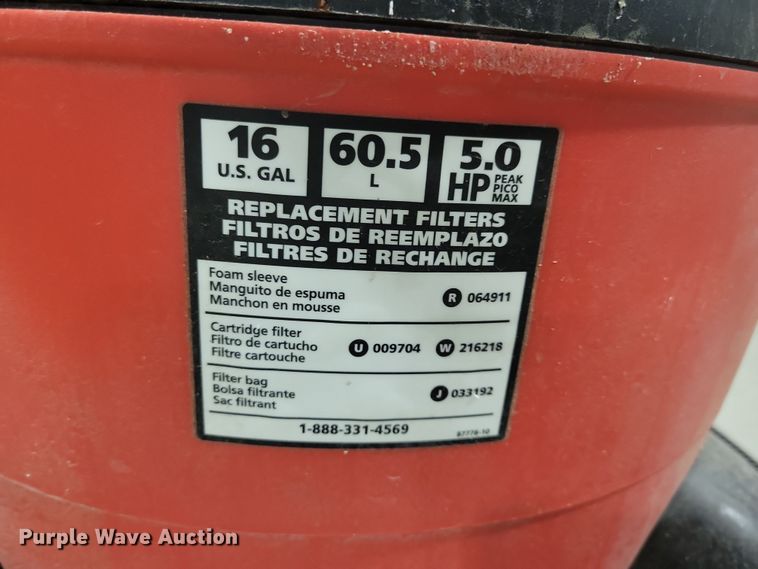 16
U.S. GAL
60.5
L
5.0
HP PEAK
PICO
MAX
REPLACEMENT FILTERS
FILTROS DE REEMPLAZO
FILTRES DE RECHANGE
Foam sleeve
Manguito de espuma
Manchon en mousse
R 064911
Cartridge filter
Filtro de cartucho
Filtre cartouche
U 009704 W 216218
Filter bag
Bolsa filtrante
Sac filtrant
J 033192
1-888-331-4569
87778-10
Purple Wave Auction